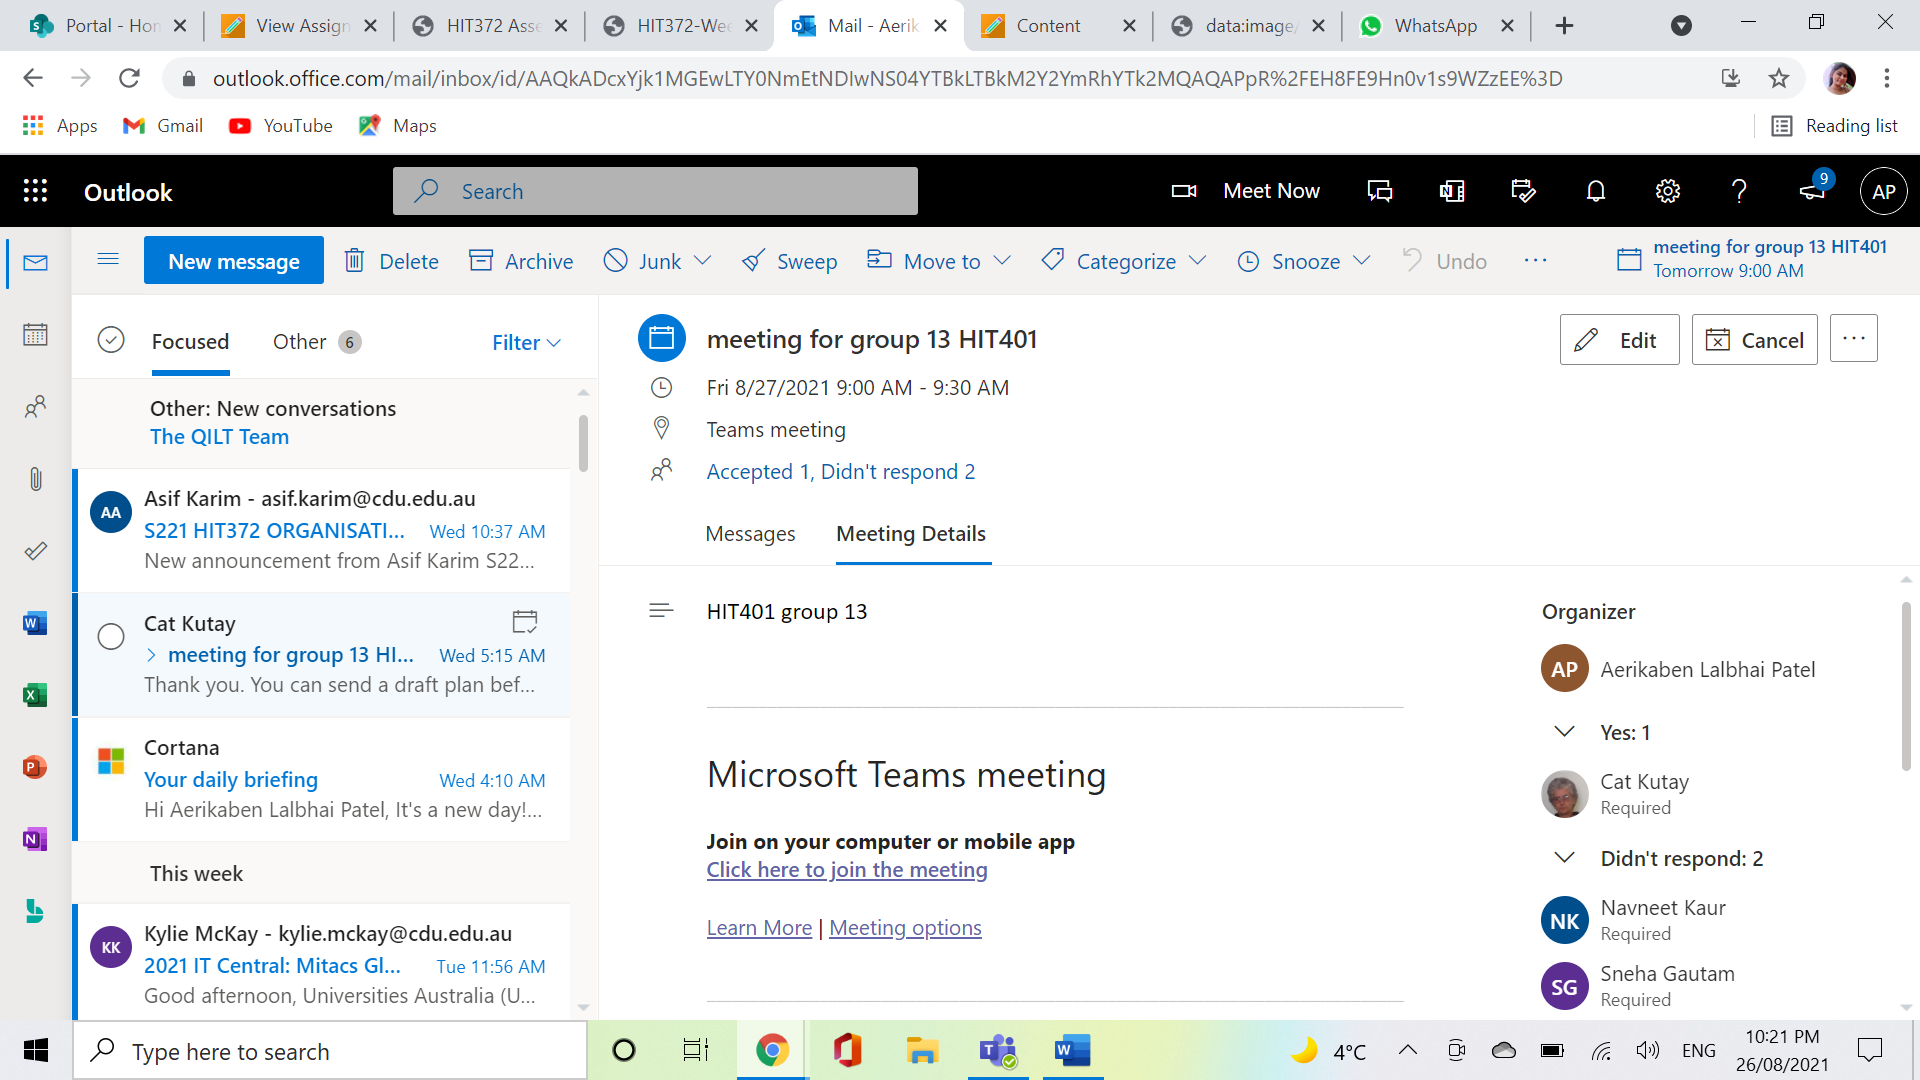 Portal - Hom
View Assign
HIT372 Asse
HIT372-Wee
Mail - Aerik
Content
data:image/
WhatsApp
outlook.office.com/mail/inbox/id/AAQkADcxYjk1MGEwLTY0NmEtNDIwNS04YTBkLTBkM2Y2YmRhYTk2MQAQAPpR%2FEH8FE9Hn0v1s9WZzEE%3D
Apps
Gmail
YouTube
Maps
Reading list
Outlook
Search
Meet Now
9
AP
New message
Delete
Archive
Junk
Sweep
Move to
Categorize
Snooze
Undo
meeting for group 13 HIT401
Tomorrow 9:00 AM
Focused
Other 6
Filter
Other: New conversations
The QILT Team
AA
Asif Karim - asif.karim@cdu.edu.au
S221 HIT372 ORGANISATI... Wed 10:37 AM
New announcement from Asif Karim S22...
Cat Kutay
meeting for group 13 HI... Wed 5:15 AM
Thank you. You can send a draft plan bef...
Cortana
Your daily briefing Wed 4:10 AM
Hi Aerikaben Lalbhai Patel, It's a new day!...
This week
KK
Kylie McKay - kylie.mckay@cdu.edu.au
2021 IT Central: Mitacs Gl... Tue 11:56 AM
Good afternoon, Universities Australia (U...
meeting for group 13 HIT401
Edit
Cancel
Fri 8/27/2021 9:00 AM - 9:30 AM
Teams meeting
Accepted 1, Didn't respond 2
Messages
Meeting Details
HIT401 group 13
Microsoft Teams meeting
Join on your computer or mobile app
Click here to join the meeting
Learn More | Meeting options
Organizer
AP
Aerikaben Lalbhai Patel
Yes: 1
Cat Kutay
Required
Didn't respond: 2
NK
Navneet Kaur
Required
SG
Sneha Gautam
Required
Type here to search
4°C
ENG
10:21 PM
26/08/2021